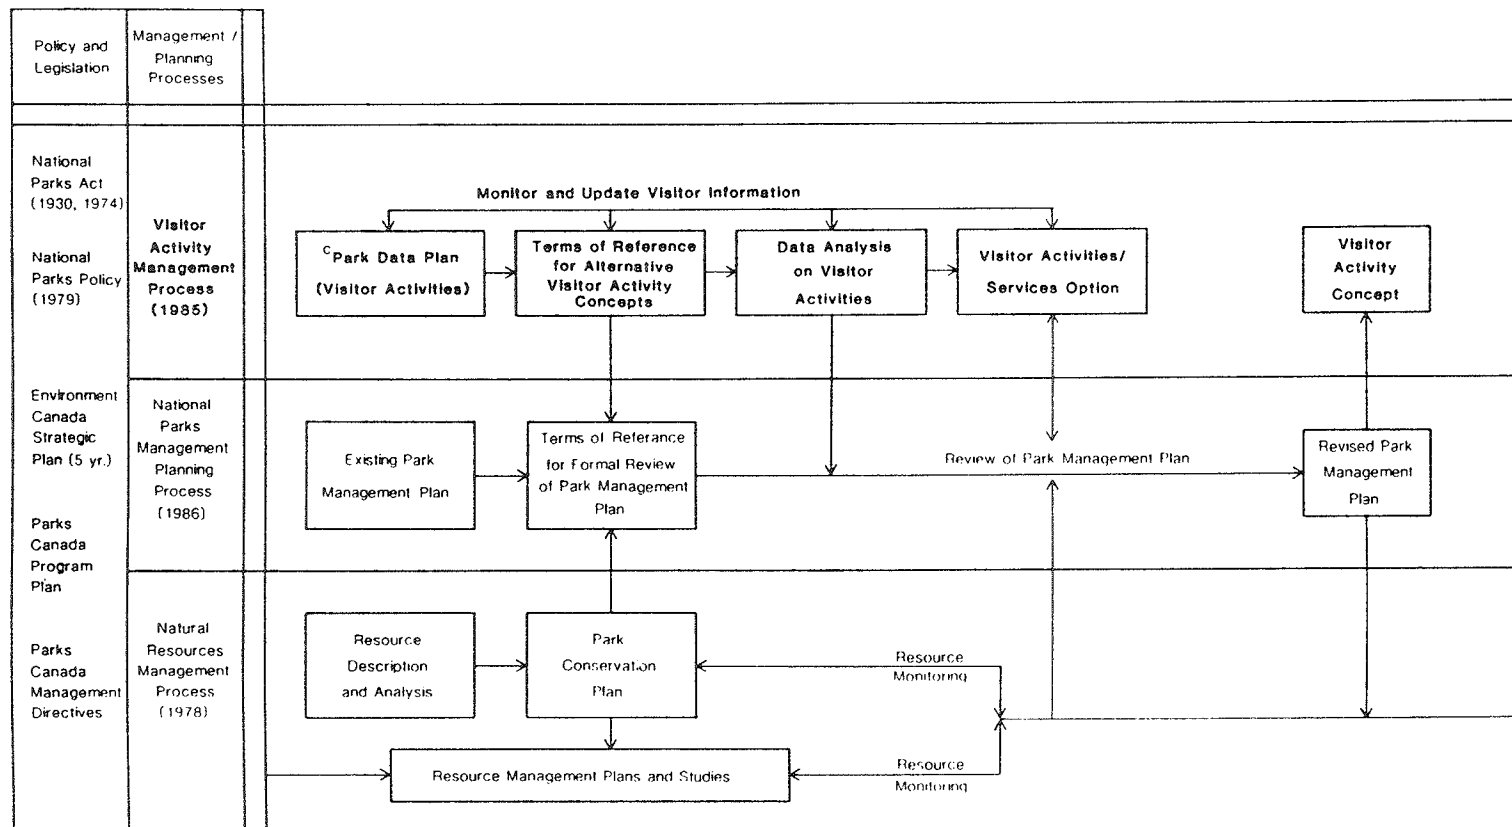 Policy and
Legislation
Management /
Planning
Processes
National
Parks Act
(1930, 1974)
National
Parks Policy
(1979)
Environment
Canada
Strategic
Plan (5 yr.)
Parks
Canada
Program
Plan
Parks
Canada
Management
Directives
Visitor
Activity
Management
Process
(1985)
Monitor and Update Visitor Information
cPark Data Plan
(Visitor Activities)
Terms of Reference
for Alternative
Visitor Activity
Concepts
Data Analysis
on Visitor
Activities
Visitor Activities/
Services Option
Visitor
Activity
Concept
National
Parks
Management
Planning
Process
(1986)
Existing Park
Management Plan
Terms of Referance
for Formal Review
of Park Management
Plan
Review of Park Management Plan
Revised Park
Management
Plan
Natural
Resources
Management
Process
(1978)
Resource
Description
and Analysis
Park
Conservation
Plan
Resource
Monitoring
Resource Management Plans and Studies
Resource
Monitoring